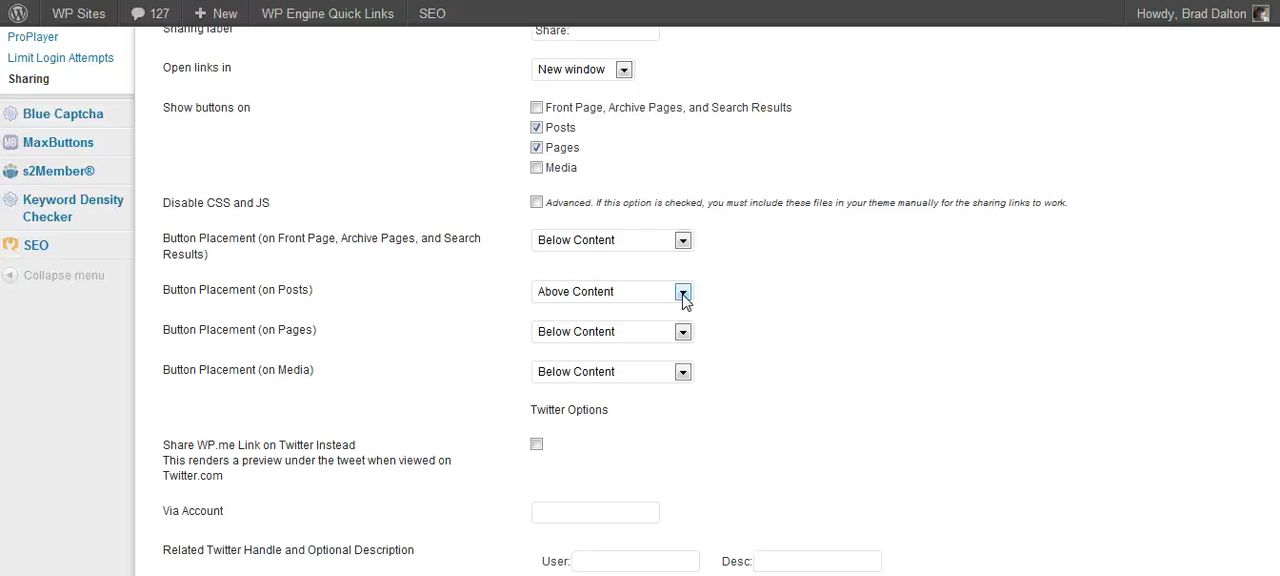 WP Sites 127 New WP Engine Quick Links SEO Howdy, Brad Dalton
ProPlayer
Limit Login Attempts
Sharing
Blue Captcha
MB MaxButtons
s2Member®
Keyword Density
Checker
SEO
Collapse menu
Sharing label Share:
Open links in New window
Show buttons on Front Page, Archive Pages, and Search Results
Posts
Pages
Media
Disable CSS and JS Advanced. If this option is checked, you must include these files in your theme manually for the sharing links to work.
Button Placement (on Front Page, Archive Pages, and Search Below Content
Results)
Button Placement (on Posts) Above Content
Button Placement (on Pages) Below Content
Button Placement (on Media) Below Content
Twitter Options
Share WP.me Link on Twitter Instead
This renders a preview under the tweet when viewed on
Twitter.com
Via Account
Related Twitter Handle and Optional Description User: Desc: